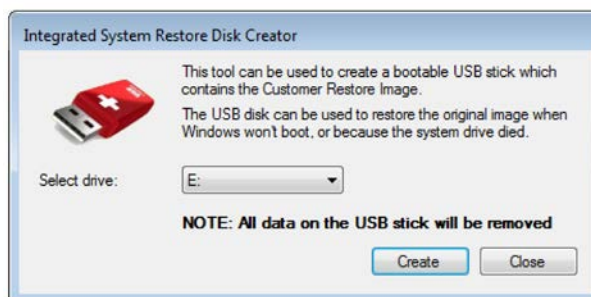 Integrated System Restore Disk Creator
This tool can be used to create a bootable USB stick which
contains the Customer Restore Image.
The USB disk can be used to restore the original image when
Windows won't boot, or because the system drive died.
Select drive:
E:
NOTE: All data on the USB stick will be removed
Create
Close